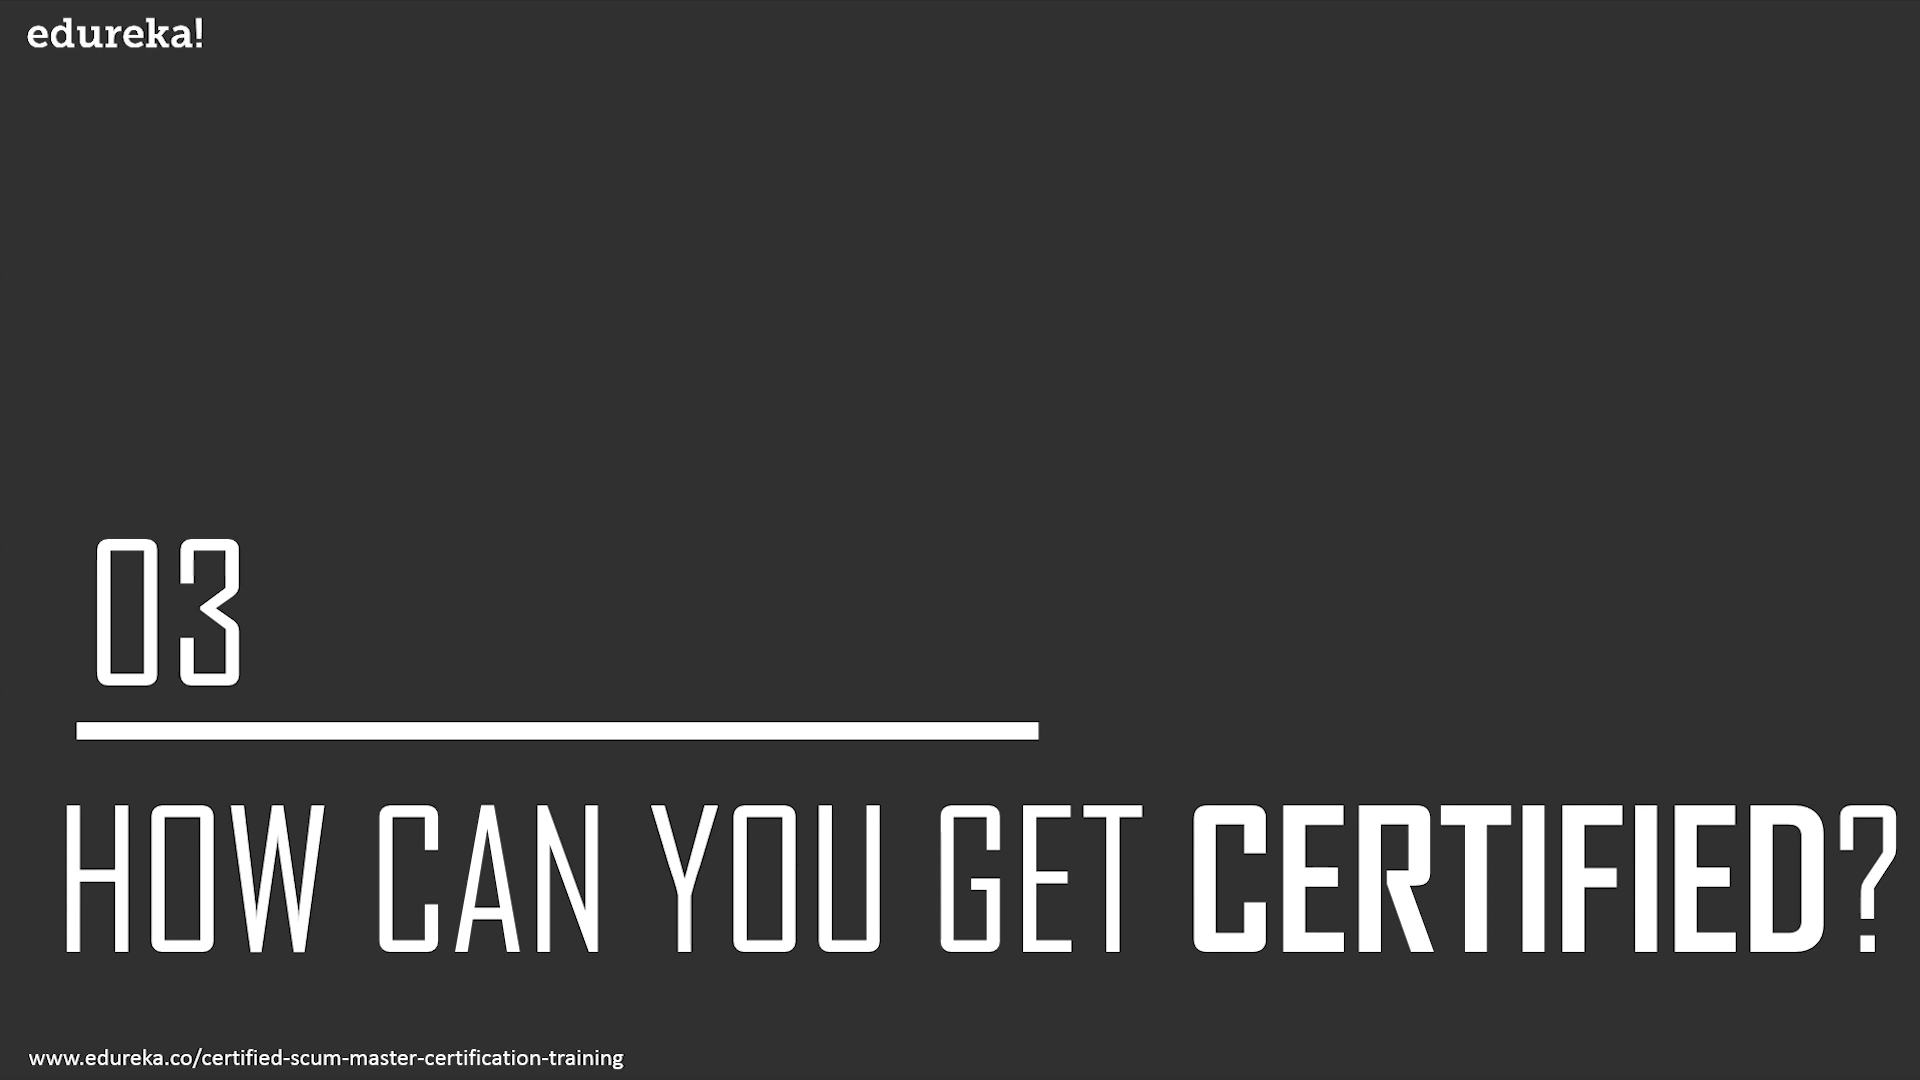 edureka!
03
HOW CAN YOU GET CERTIFIED?
www.edureka.co/certified-scum-master-certification-training